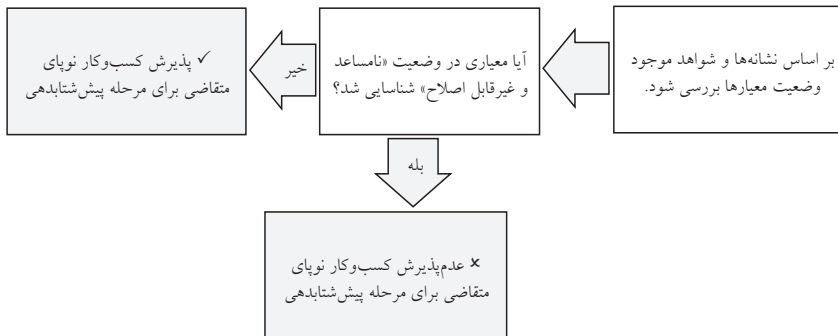 بر اساس نشانه‌ها و شواهد موجود
وضعیت معیارها بررسی شود.
آیا معیاری در وضعیت «نامساعد
و غیرقابل اصلاح» شناسایی شد؟
خیر
✓ پذیرش کسب‌وکار نوپای
متقاضی برای مرحله پیش‌شتابدهی
بله
× عدم‌پذیرش کسب‌وکار نوپای
متقاضی برای مرحله پیش‌شتابدهی